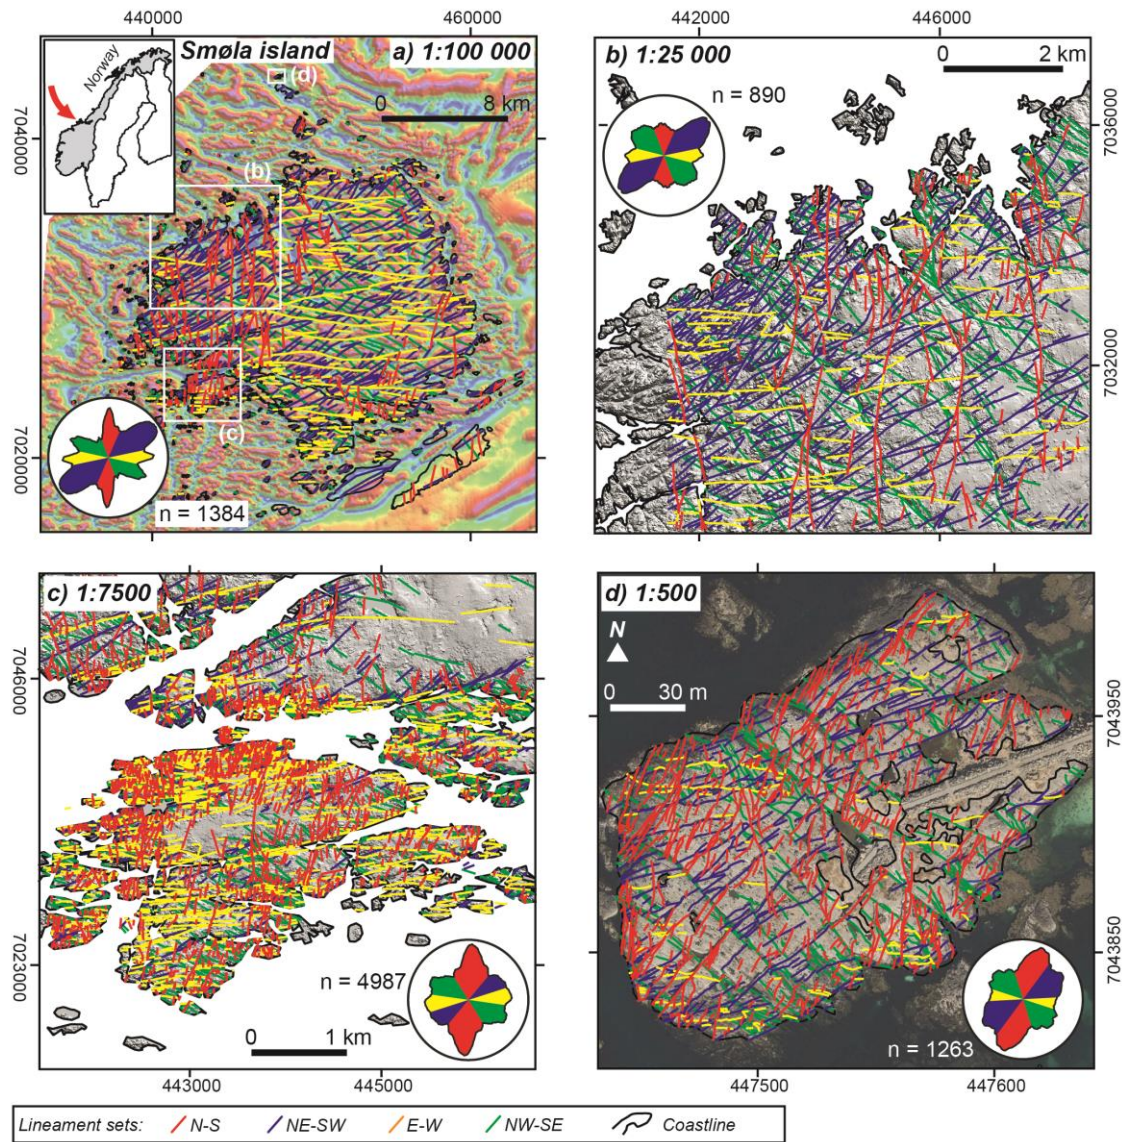 440000 460000
Norway
Smøla island a) 1:100 000
(d)
0 8 km
7040000
(b)
(c)
7020000
n = 1384
442000 446000
b) 1:25 000
0 2 km
n = 890
7036000
7032000
c) 1:7500
7046000
7023000
n = 4987
0 1 km
443000 445000
d) 1:500
N
0 30 m
7043950
7043850
n = 1263
447500 447600
Lineament sets: N-S NE-SW E-W NW-SE Coastline